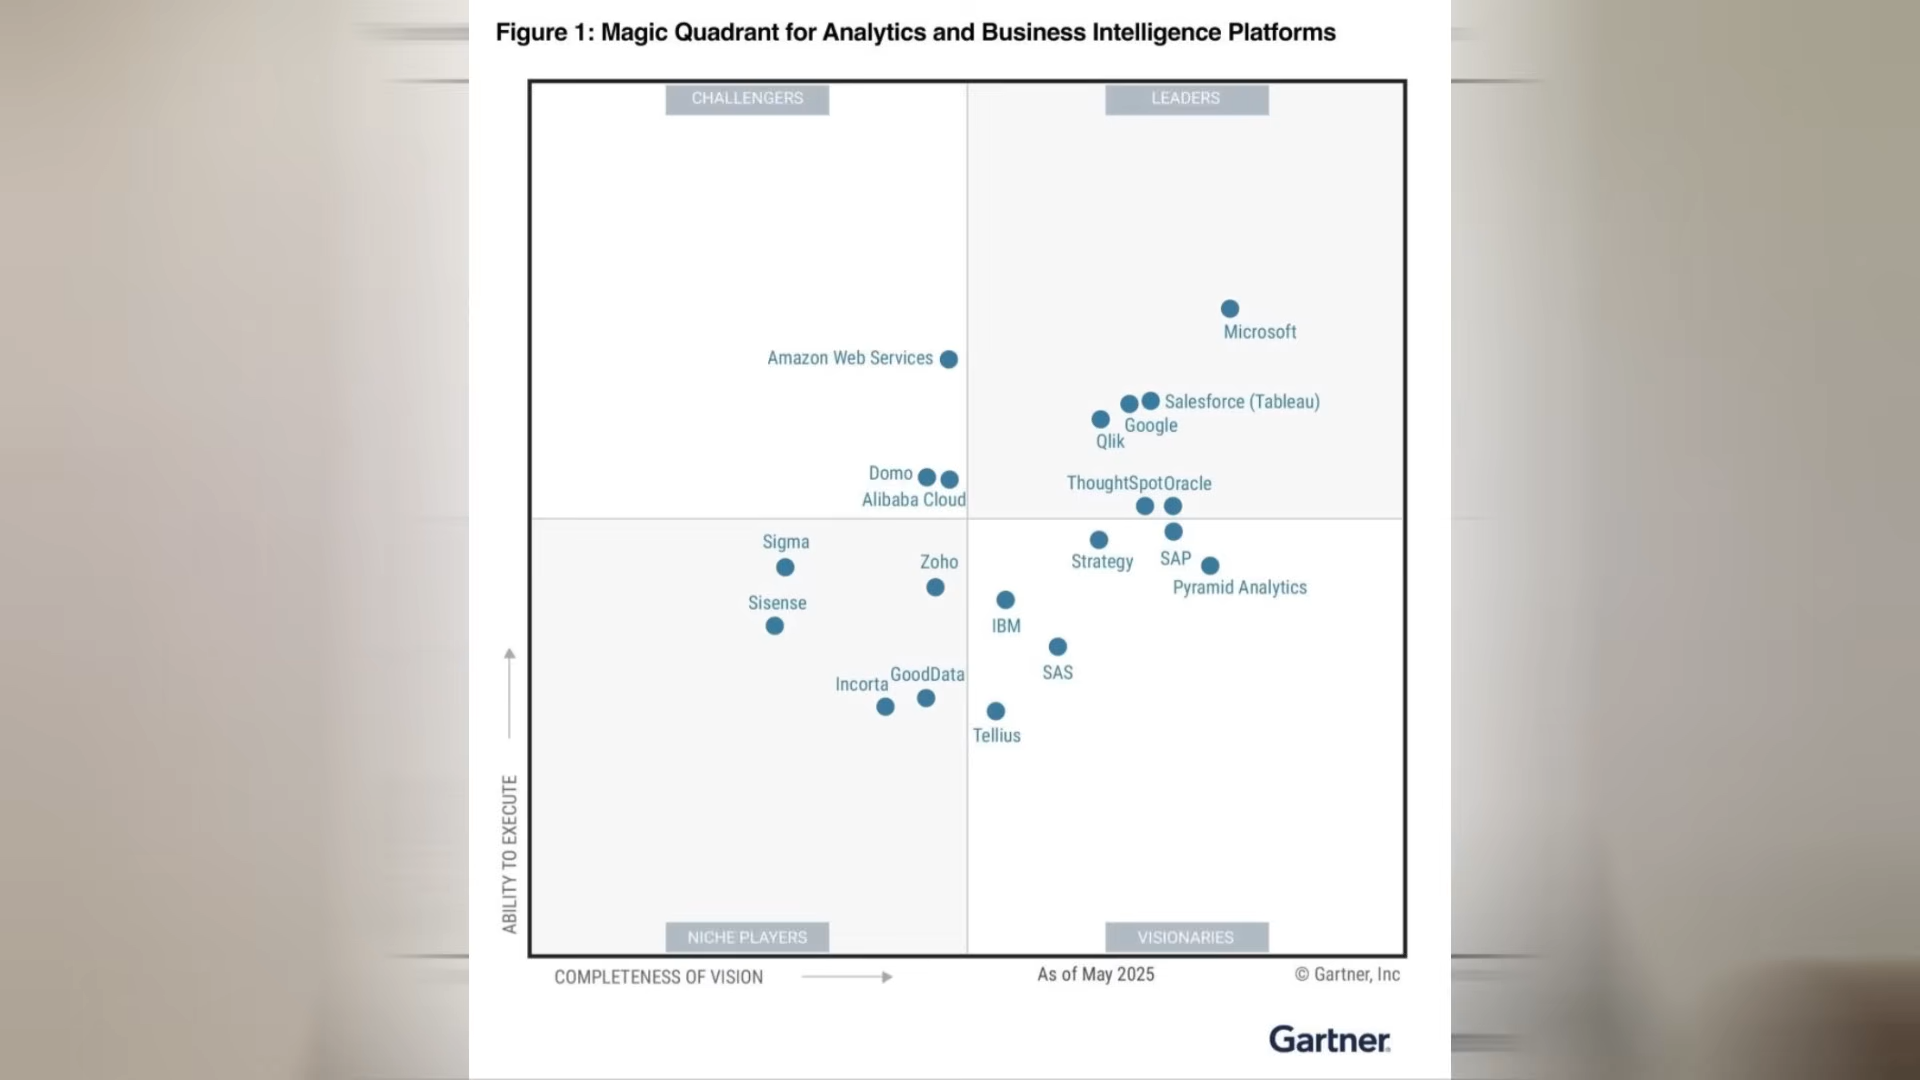 Figure 1: Magic Quadrant for Analytics and Business Intelligence Platforms
CHALLENGERS
LEADERS
Microsoft
Amazon Web Services
Salesforce (Tableau)
Google
Qlik
Domo
Alibaba Cloud
ThoughtSpot
Oracle
Sigma
Zoho
Strategy
SAP
Pyramid Analytics
Sisense
IBM
SAS
Incorta
GoodData
Tellius
ABILITY TO EXECUTE
NICHE PLAYERS
VISIONARIES
COMPLETENESS OF VISION
As of May 2025
© Gartner, Inc
Gartner